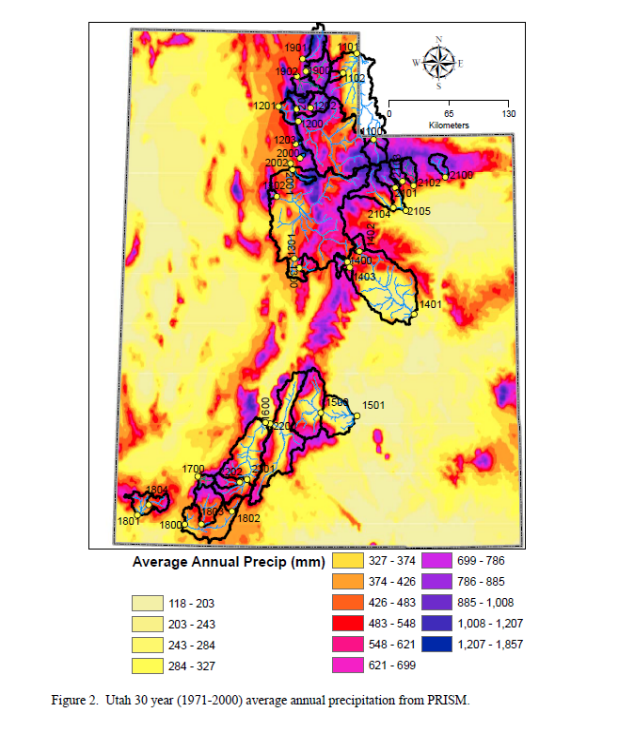 N
W E
S
0 65 130
Kilometers
1901
1101
1902
1102
1201
1203
2002
2102
2100
2101
2104
2105
1402
1301
1400
1403
1401
1600
1501
1700
1801
1800
1803
1802
Average Annual Precip (mm)
118 - 203
203 - 243
243 - 284
284 - 327
327 - 374
374 - 426
426 - 483
483 - 548
548 - 621
621 - 699
699 - 786
786 - 885
885 - 1,008
1,008 - 1,207
1,207 - 1,857
Figure 2. Utah 30 year (1971-2000) average annual precipitation from PRISM.